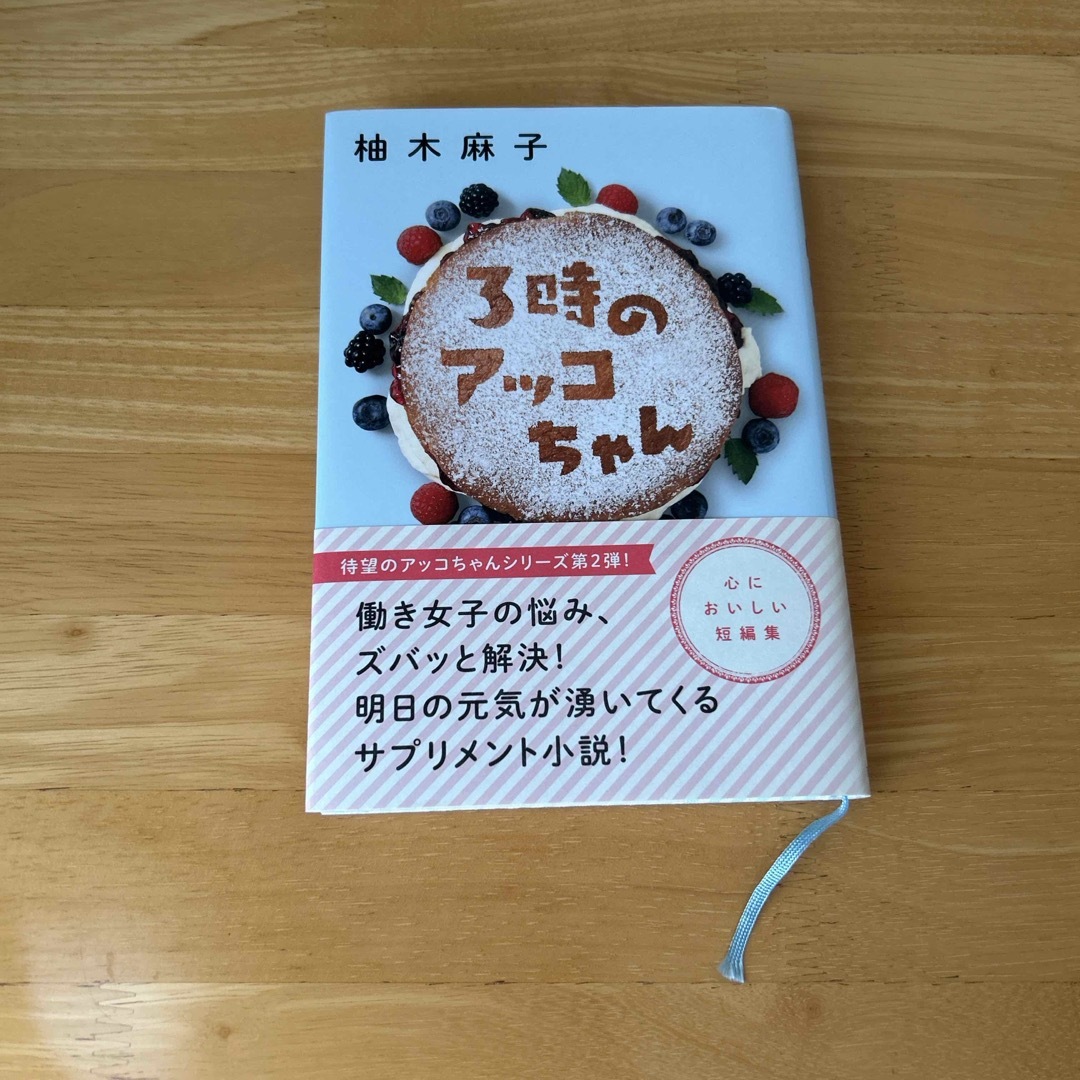 柚木麻子
3時の
アッコ
ちゃん
待望のアッコちゃんシリーズ第2弾!
働き女子の悩み、
ズバッと解決!
明日の元気が湧いてくる
サプリメント小説!
心に
おいしい
短編集